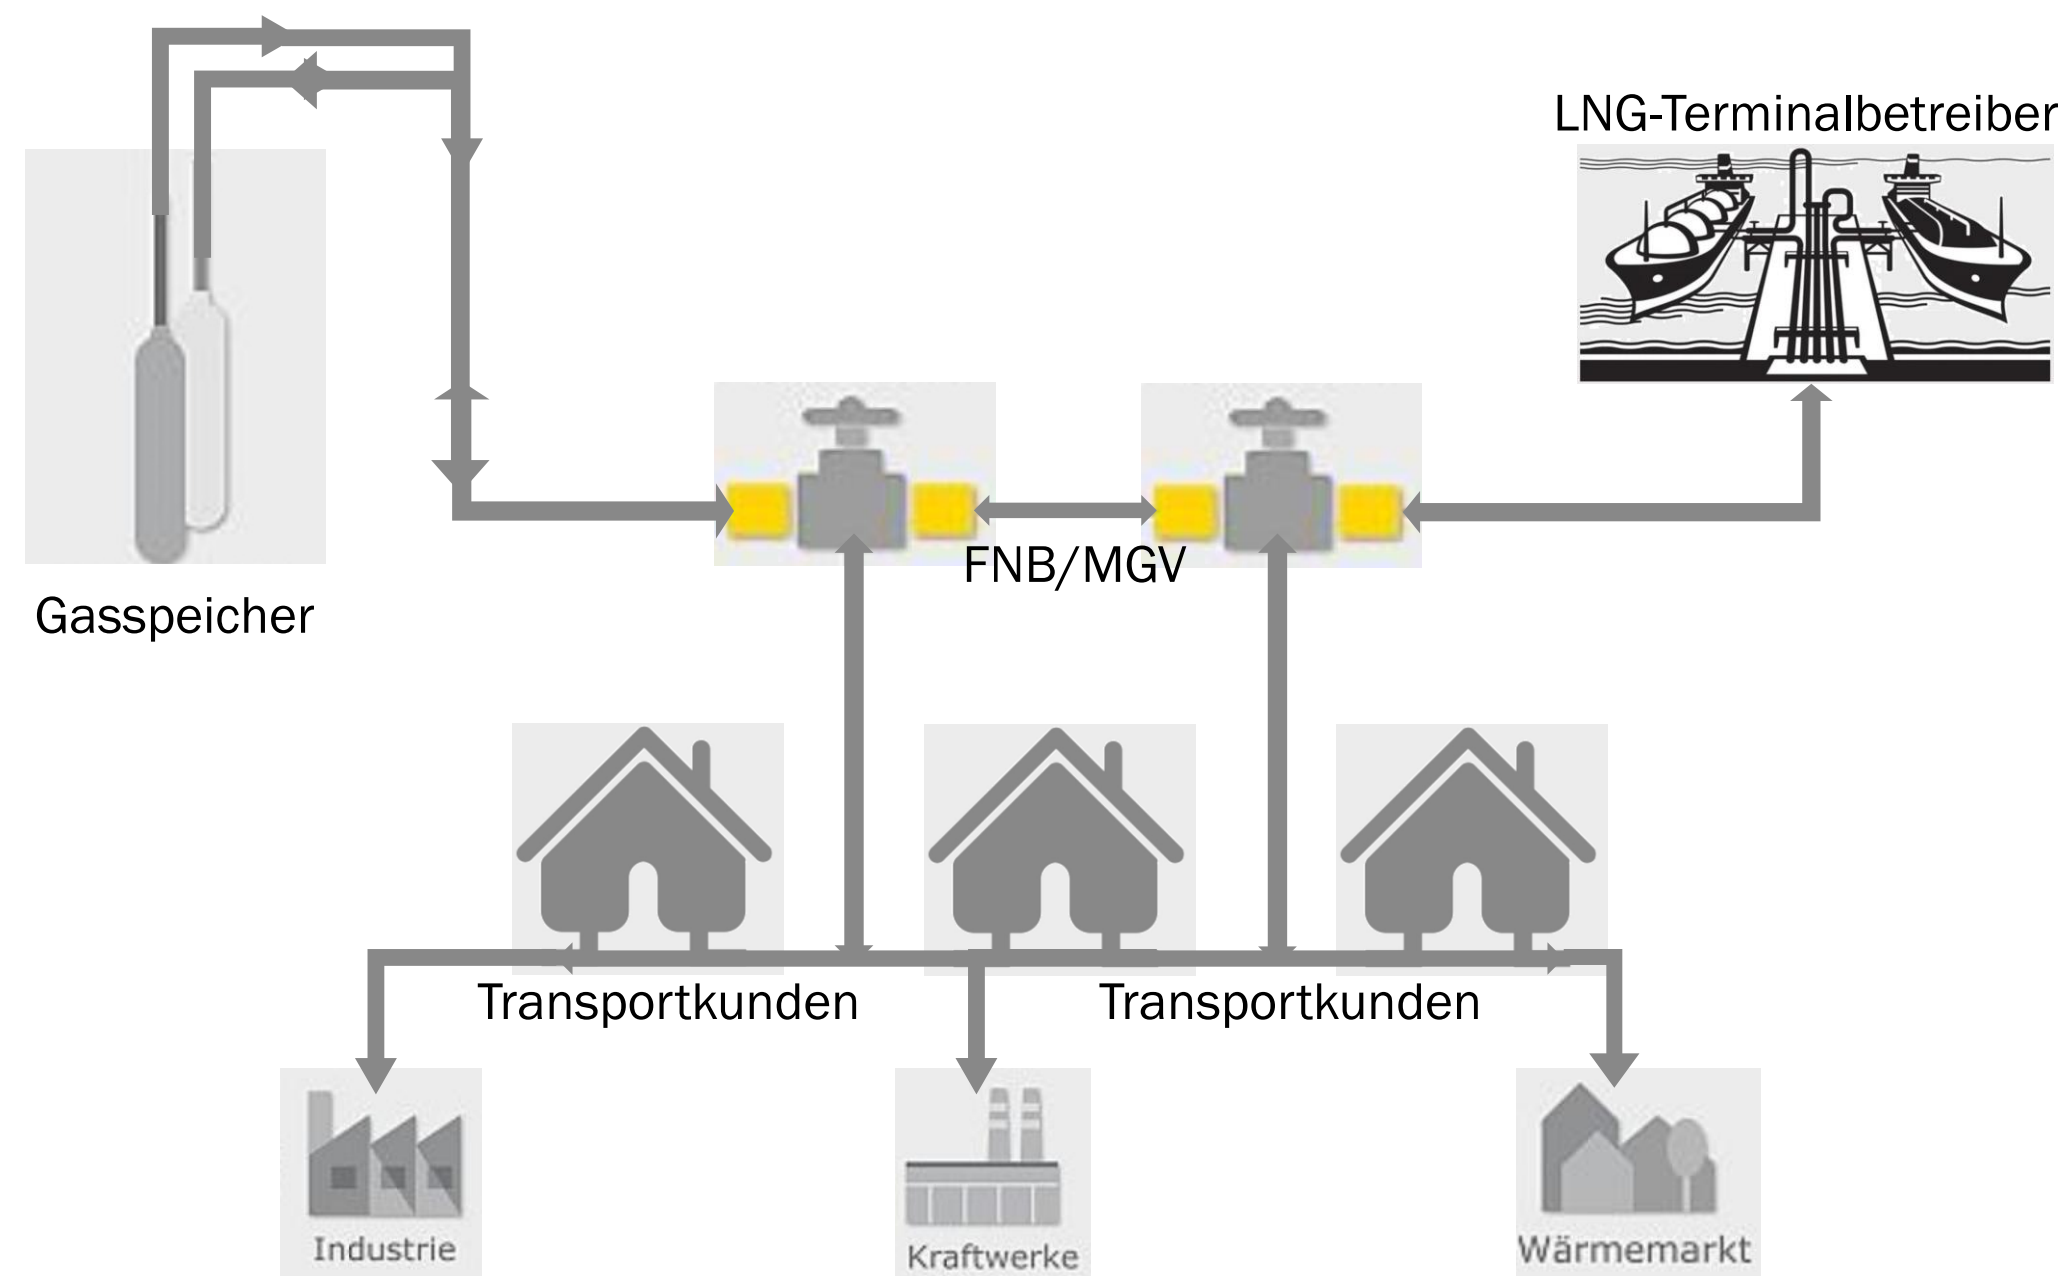 LNG-Terminalbetreiber
FNB/MGV
Gasspeicher
Transportkunden
Transportkunden
Industrie
Kraftwerke
Wärmemarkt